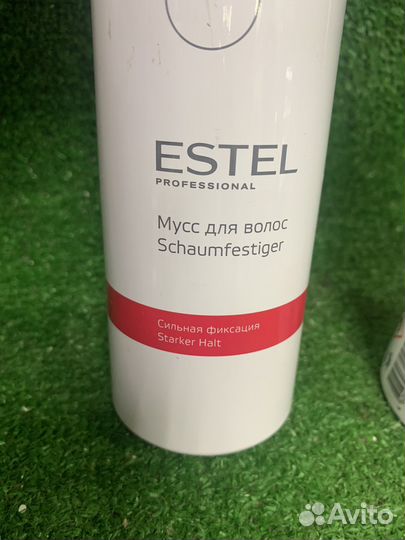 ESTEL
PROFESSIONAL
Мусс для волос
Schaumfestiger
Сильная фиксация
Starker Halt
Avito